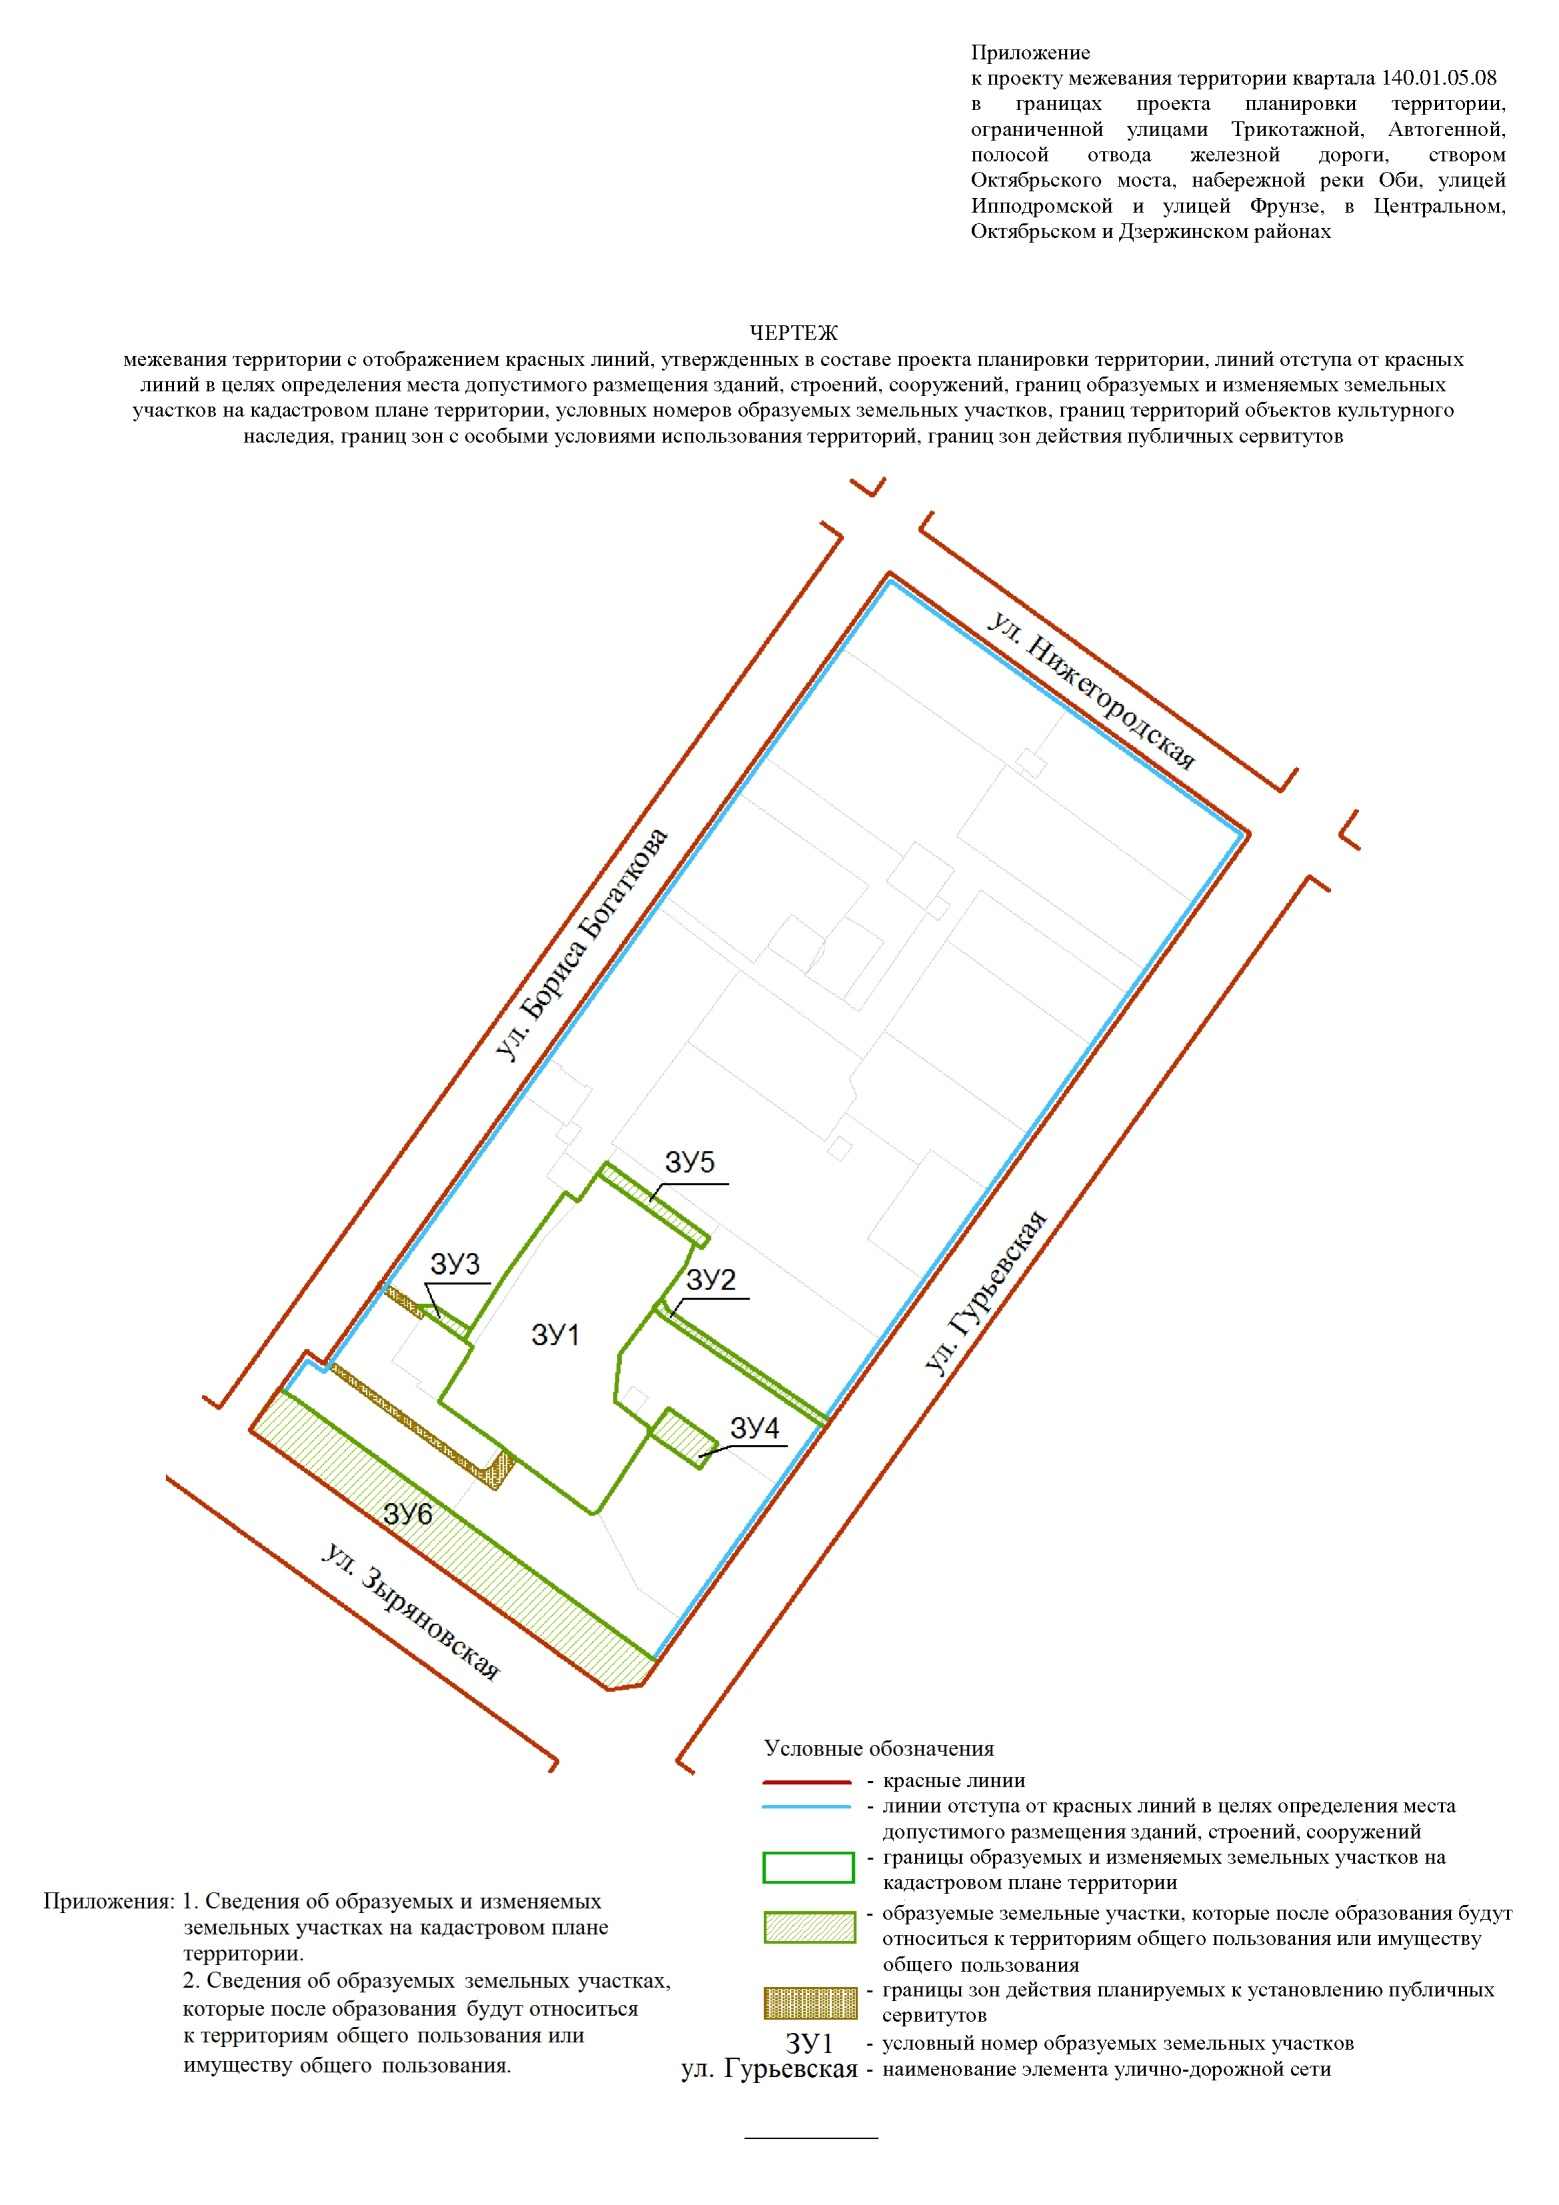 Приложение
к проекту межевания территории квартала 140.01.05.08
в границах проекта планировки территории,
ограниченной улицами Трикотажной, Автогенной,
полосой отвода железной дороги, створом
Октябрьского моста, набережной реки Оби, улицей
Ипподромской и улицей Фрунзе, в Центральном,
Октябрьском и Дзержинском районах
ЧЕРТЕЖ
межевания территории с отображением красных линий, утвержденных в составе проекта планировки территории, линий отступа от красных
линий в целях определения места допустимого размещения зданий, строений, сооружений, границ образуемых и изменяемых земельных
участков на кадастровом плане территории, условных номеров образуемых земельных участков, границ территорий объектов культурного
наследия, границ зон с особыми условиями использования территорий, границ зон действия публичных сервитутов
ул. Нижегородская
ул. Бориса Богаткова
ЗУ5
ЗУ3
ЗУ2
ул. Гурьевская
ЗУ1
ЗУ4
ЗУ6
ул. Зыряновская
Условные обозначения
- красные линии
- линии отступа от красных линий в целях определения места
допустимого размещения зданий, строений, сооружений
- границы образуемых и изменяемых земельных участков на
кадастровом плане территории
- образуемые земельные участки, которые после образования будут
относиться к территориям общего пользования или имуществу
общего пользования
- границы зон действия планируемых к установлению публичных
сервитутов
ЗУ1 - условный номер образуемых земельных участков
ул. Гурьевская - наименование элемента улично-дорожной сети
Приложения: 1. Сведения об образуемых и изменяемых
земельных участках на кадастровом плане
территории.
2. Сведения об образуемых земельных участках,
которые после образования будут относиться
к территориям общего пользования или
имуществу общего пользования.